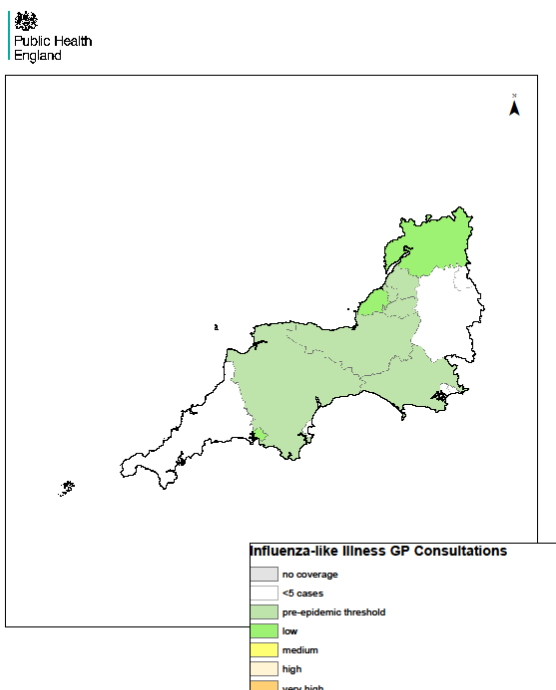 Public Health
England
N
Influenza-like Illness GP Consultations
no coverage
<5 cases
pre-epidemic threshold
low
medium
high
very high